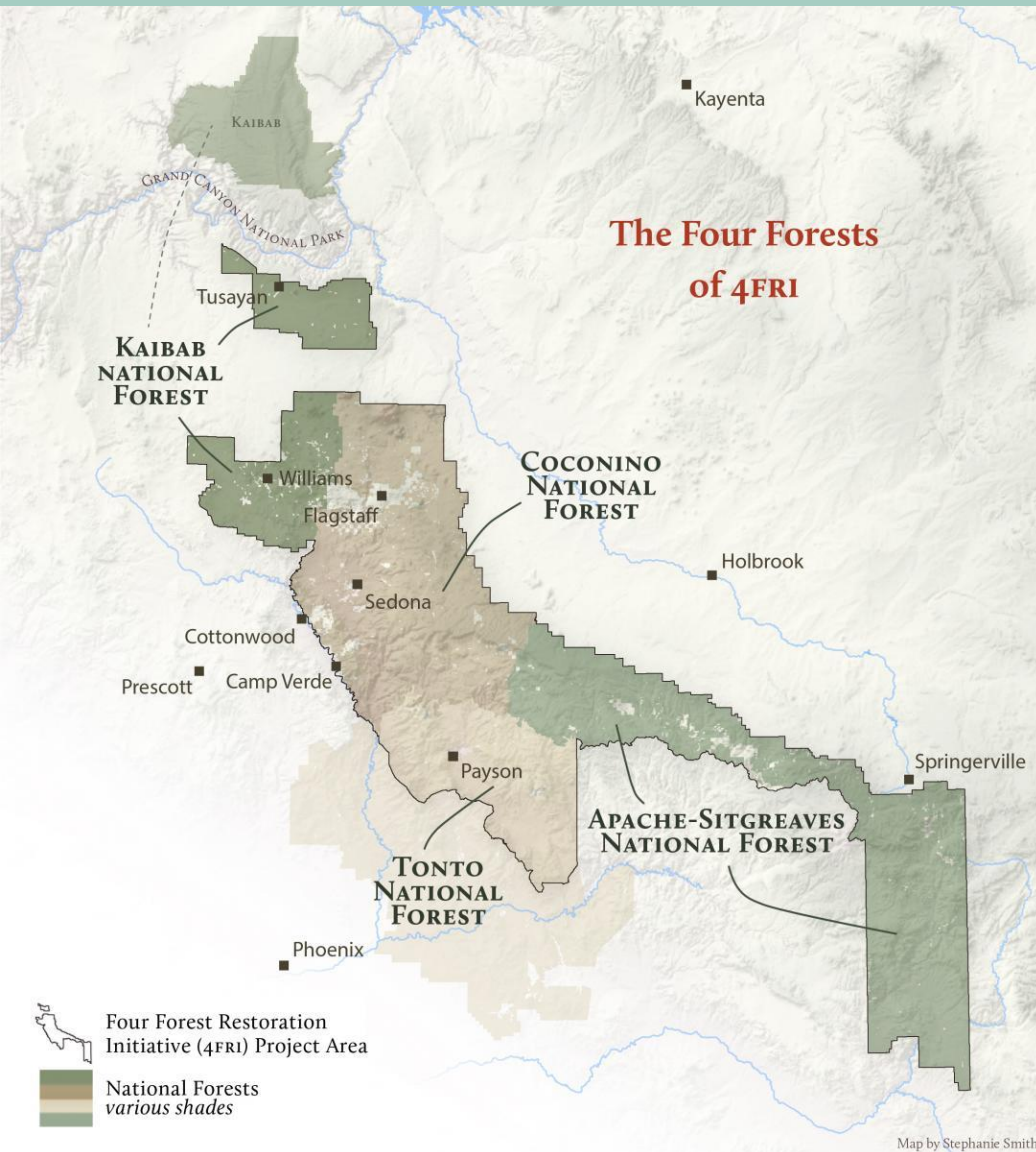 Kayenta
KAIBAB
GRAND CANYON NATIONAL PARK
The Four Forests
of 4FRI
Tusayan
KAIBAB
NATIONAL
FOREST
COCONINO
NATIONAL
FOREST
Williams
Flagstaff
Holbrook
Sedona
Cottonwood
Prescott
Camp Verde
Springerville
Payson
APACHE-SITGREAVES
NATIONAL FOREST
TONTO
NATIONAL
FOREST
Phoenix
Four Forest Restoration
Initiative (4FRI) Project Area
National Forests
various shades
Map by Stephanie Smith